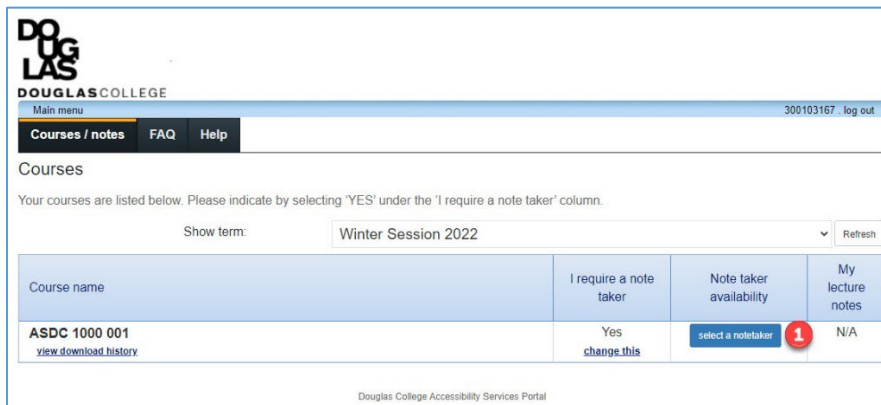 DO
UG
LAS
DOUGLASCOLLEGE
Main menu
300103167 . log out
Courses / notes FAQ Help
Courses
Your courses are listed below. Please indicate by selecting 'YES' under the 'I require a note taker' column.
Show term: Winter Session 2022 Refresh
Course name
I require a note
taker
Note taker
availability
My
lecture
notes
ASDC 1000 001
view download history
Yes
change this
select a notetaker 1
N/A
Douglas College Accessibility Services Portal